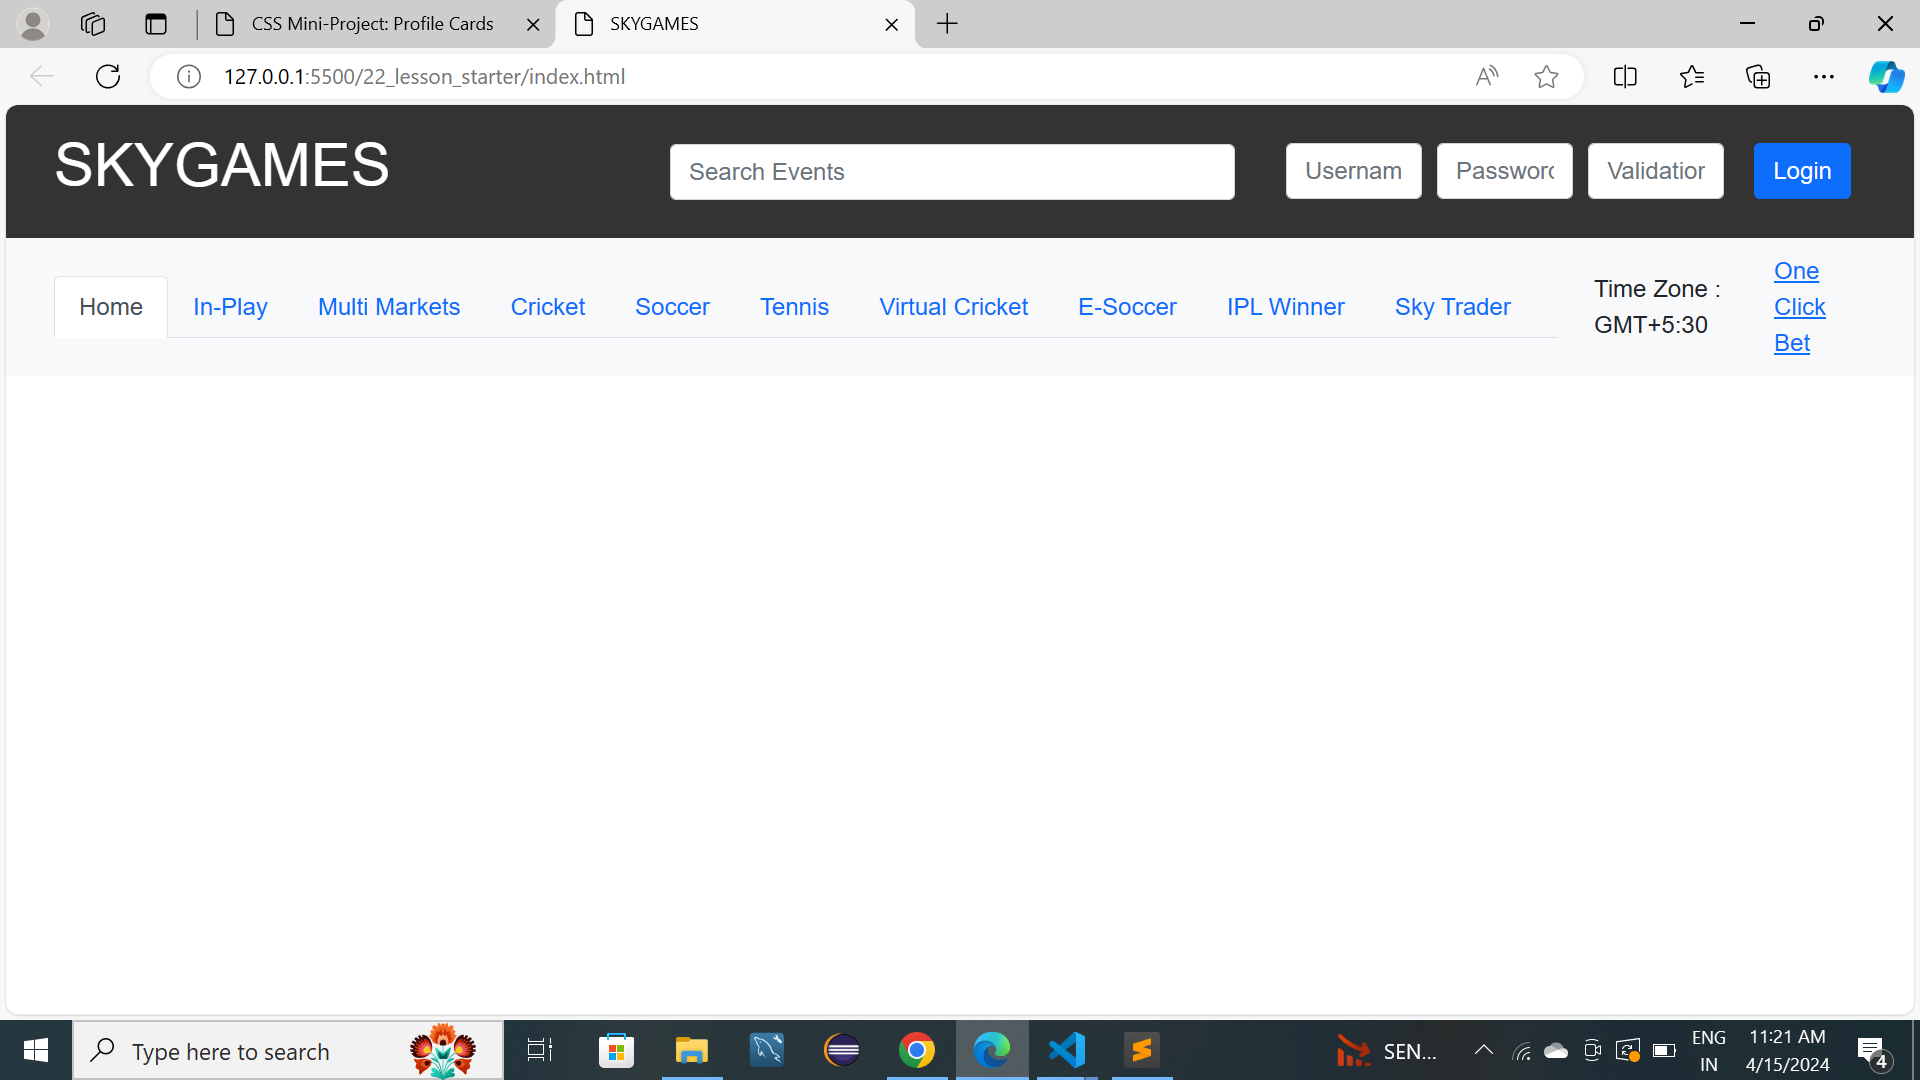 CSS Mini-Project: Profile Cards
SKYGAMES
127.0.0.1:5500/22_lesson_starter/index.html
SKYGAMES
Search Events
Usernam
Password
Validation
Login
Home
In-Play
Multi Markets
Cricket
Soccer
Tennis
Virtual Cricket
E-Soccer
IPL Winner
Sky Trader
Time Zone :
GMT+5:30
One
Click
Bet
Type here to search
SEN...
ENG
IN
11:21 AM
4/15/2024
4